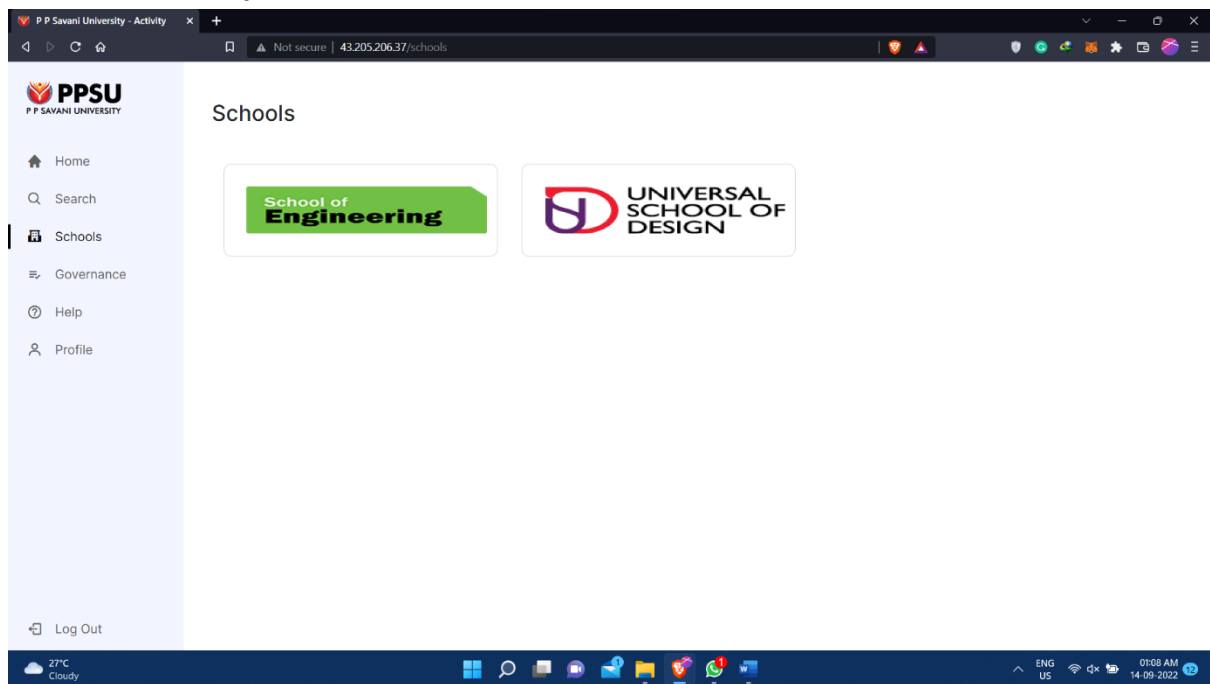 P P Savani University - Activity
Not secure | 43.205.206.37/schools
PPSU
P P SAVANI UNIVERSITY
Home
Search
Schools
Governance
Help
Profile
Log Out
Schools
School of
Engineering
UNIVERSAL
SCHOOL OF
DESIGN
27°C
Cloudy
1
ENG
US
01:08 AM
14-09-2022
12